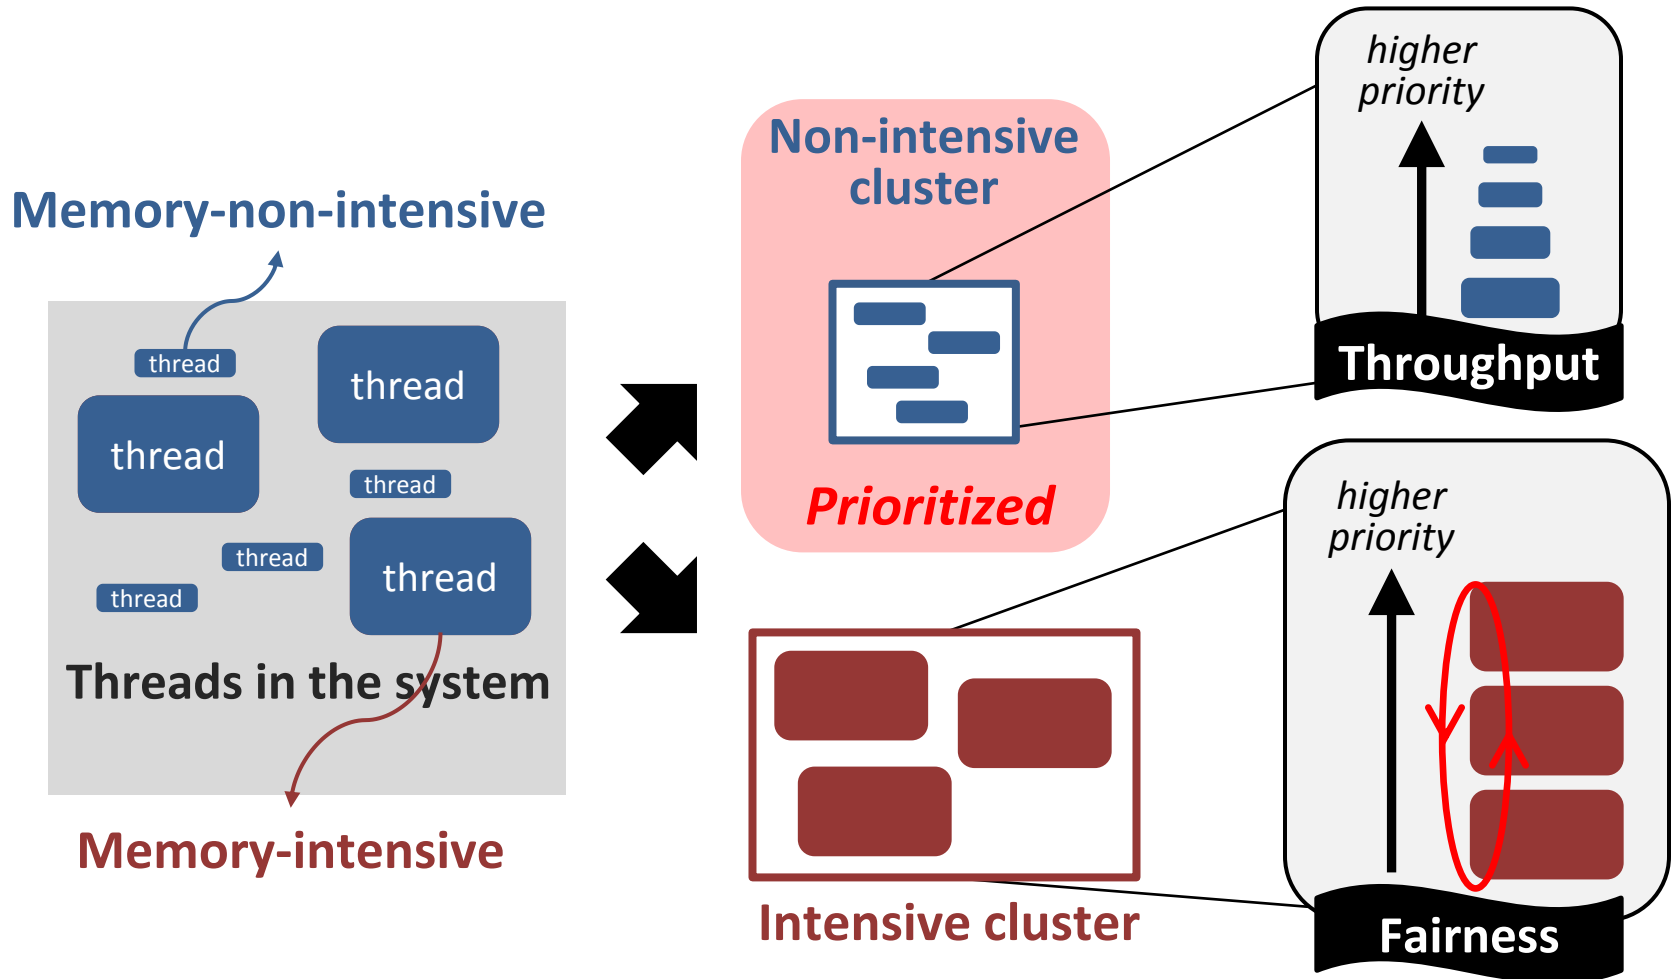 Memory-non-intensive
thread
thread
thread
thread
thread
thread
thread
Threads in the system
Memory-intensive
Non-intensive
cluster
Prioritized
Intensive cluster
higher
priority
Throughput
higher
priority
Fairness